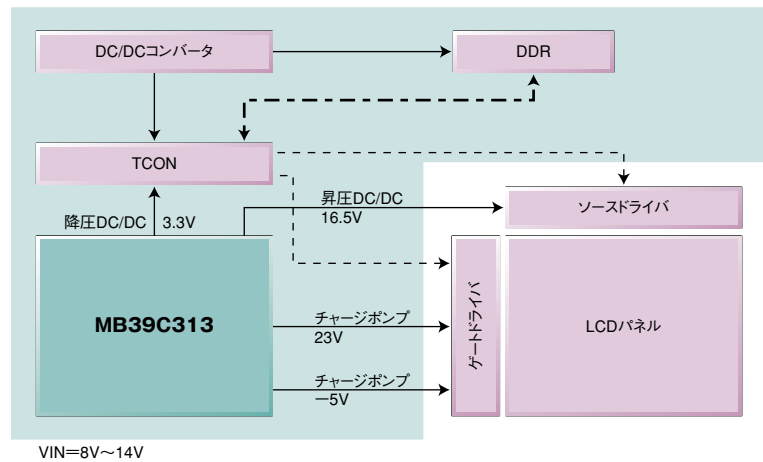 DC/DCコンバータ
DDR
TCON
昇圧DC/DC
16.5V
ソースドライバ
降圧DC/DC 3.3V
MB39C313
チャージポンプ
23V
チャージポンプ
−5V
ゲートドライバ
LCDパネル
VIN=8V〜14V